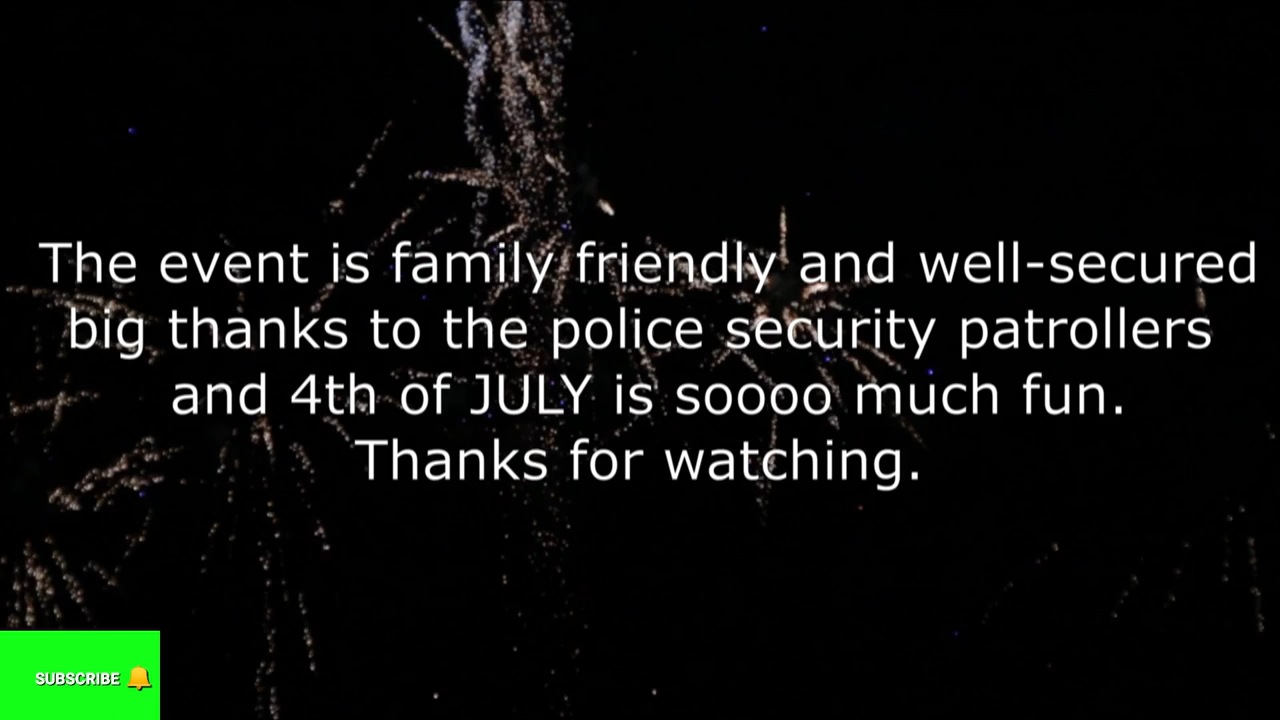 The event is family friendly and well-secured
big thanks to the police security patrollers
and 4th of JULY is soooo much fun.
Thanks for watching.
SUBSCRIBE